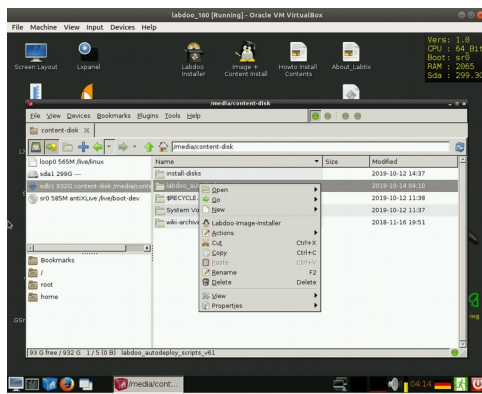 labdoo_160 [Running] - Oracle VM VirtualBox
File Machine View Input Devices Help
Vers: 1.0
CPU : 64_Bit
Boot: sr0
RAM : 2065
Sda : 299.3G
Screen Layout
Lxpanel
Labdoo
Installer
Image +
Content Install
Howto Install
Contents
About_Labtix
/media/content-disk
File View Devices Bookmarks Plugins Tools Help
content-disk
/media/content-disk
loop0 565M /live/linux
sda1 299G ---
sdb1 932G content-disk /media/conte
sr0 585M antiXLive /live/boot-dev
Name Size Modified
install-disks 2019-10-12 14:37
labdoo_au 2019-10-14 04:10
$RECYCLE. 2019-10-12 11:38
System Vo 2019-10-12 11:37
wiki-archive 2018-11-16 19:51
Open
Go
New
Labdoo-Image-Installer
Actions
Cut Ctrl+X
Copy Ctrl+C
Paste Ctrl+V
Rename F2
Delete Delete
View
Properties
Bookmarks
/
root
home
93 G free / 932 G 1 / 5 (0 B) labdoo_autodeploy_scripts_v61
/media/cont...
04:14